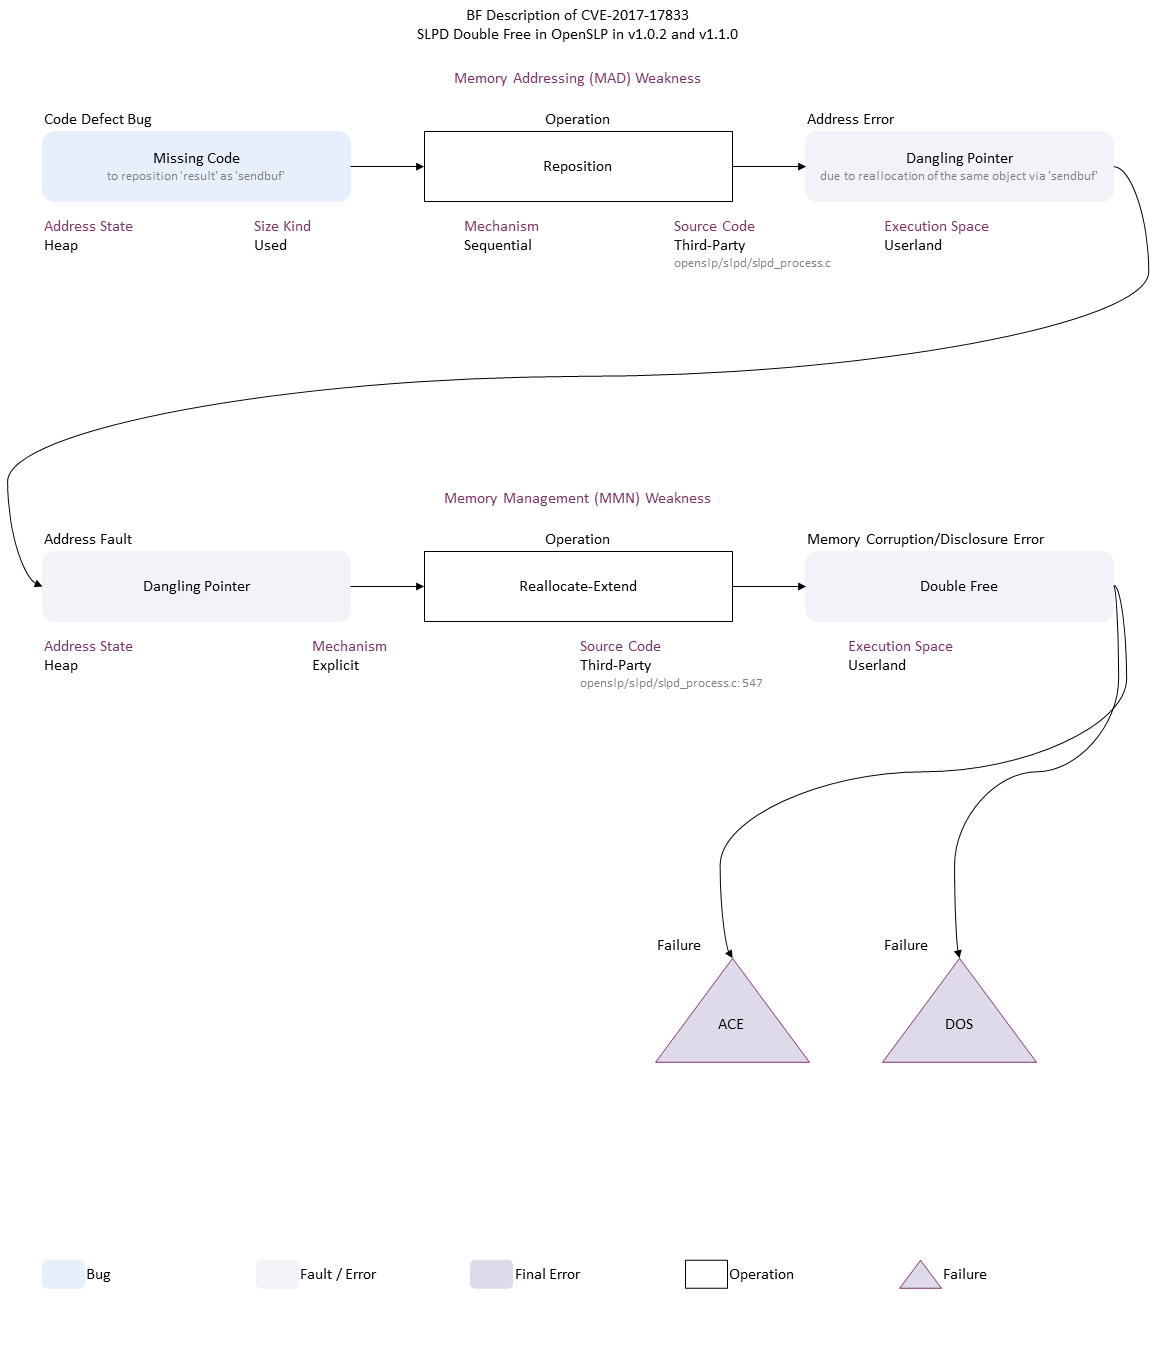 BF Description of CVE-2017-17833
SLPD Double Free in OpenSLP in v1.0.2 and v1.1.0
Memory Addressing (MAD) Weakness
Code Defect Bug
Operation
Address Error
Missing Code
to reposition 'result' as 'sendbuf'
Reposition
Dangling Pointer
due to reallocation of the same object via 'sendbuf'
Address State
Size Kind
Mechanism
Source Code
Execution Space
Heap
Used
Sequential
Third-Party
Userland
openslp/slpd/slpd_process.c
Memory Management (MMN) Weakness
Address Fault
Operation
Memory Corruption/Disclosure Error
Dangling Pointer
Reallocate-Extend
Double Free
Address State
Mechanism
Source Code
Execution Space
Heap
Explicit
Third-Party
Userland
openslp/slpd/slpd_process.c: 547
Failure
Failure
ACE
DOS
Bug
Fault / Error
Final Error
Operation
Failure